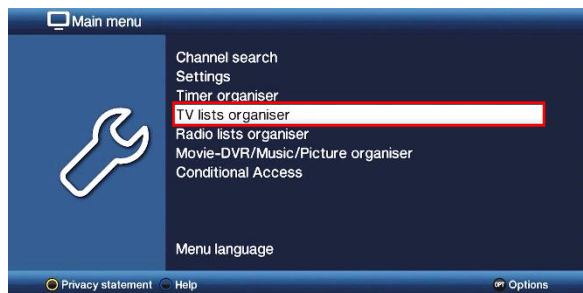 Main menu
Channel search
Settings
Timer organiser
TV lists organiser
Radio lists organiser
Movie-DVR/Music/Picture organiser
Conditional Access
Menu language
Privacy statement Help OPT Options